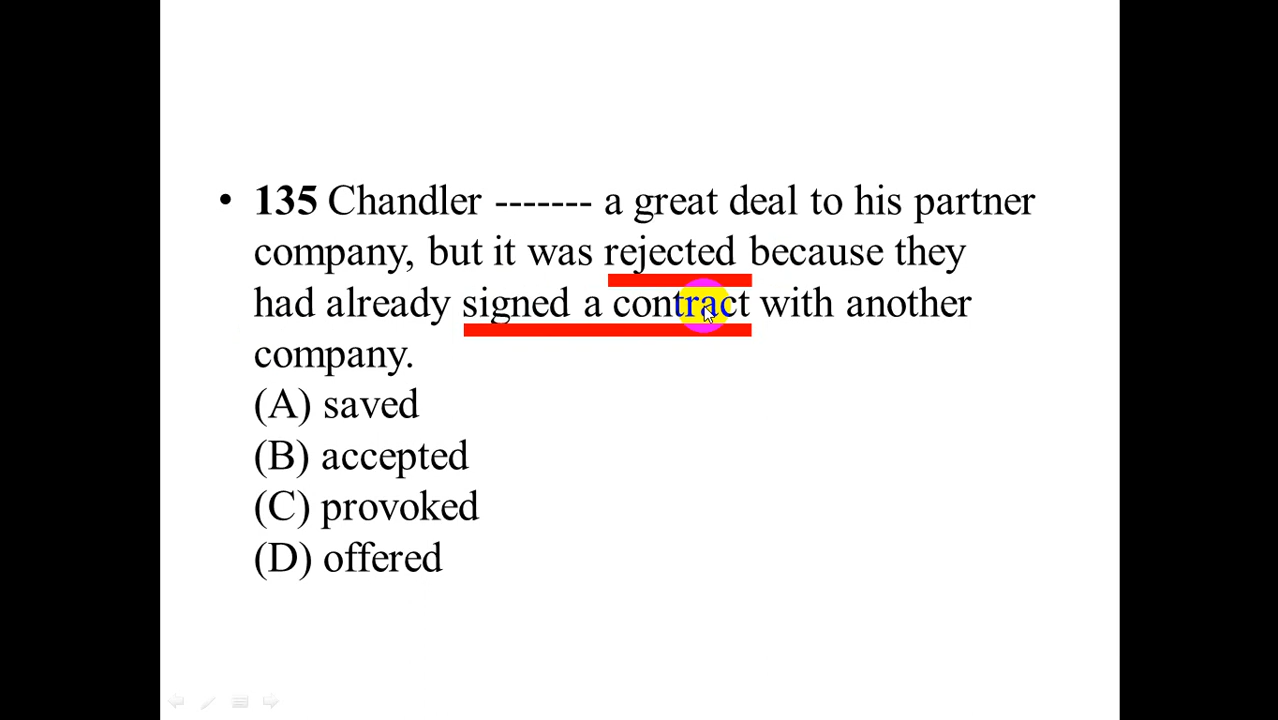 • 135 Chandler ------- a great deal to his partner
company, but it was rejected because they
had already signed a contract with another
company.
(A) saved
(B) accepted
(C) provoked
(D) offered